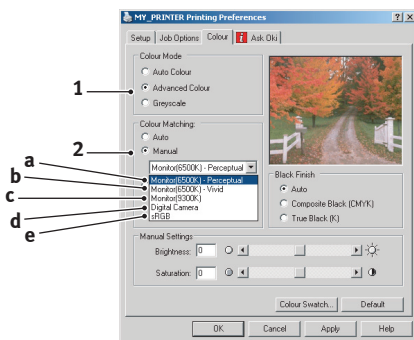 MY_PRINTER Printing Preferences
Setup
Job Options
Colour
Ask Oki
Colour Mode
Auto Colour
1
Advanced Colour
Greyscale
Colour Matching:
Auto
2
Manual
a
Monitor(6500K) - Perceptual
Monitor(6500K) - Perceptual
b
Monitor(6500K) - Vivid
c
Monitor(9300K)
d
Digital Camera
e
sRGB
Black Finish
Auto
Composite Black (CMYK)
True Black (K)
Manual Settings
Brightness: 0
Saturation: 0
Colour Swatch...
Default
OK
Cancel
Apply
Help